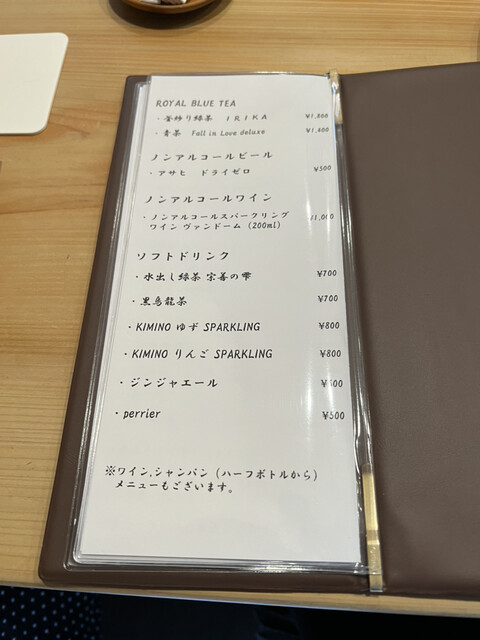 ROYAL BLUE TEA
・釜炒り緑茶 IRIKA ¥1,800
・青茶 Fall in Love deluxe ¥1,400
ノンアルコールビール
・アサヒ ドライゼロ ¥500
ノンアルコールワイン
・ノンアルコールスパークリング
ワイン ヴァンドーム (200ml) ¥1,000
ソフトドリンク
・水出し緑茶 宗善の雫 ¥700
・黒烏龍茶 ¥700
・KIMINO ゆず SPARKLING ¥800
・KIMINO りんご SPARKLING ¥800
・ジンジャエール
・perrier ¥500
※ワイン,シャンパン (ハーフボトルから)
メニューもございます。